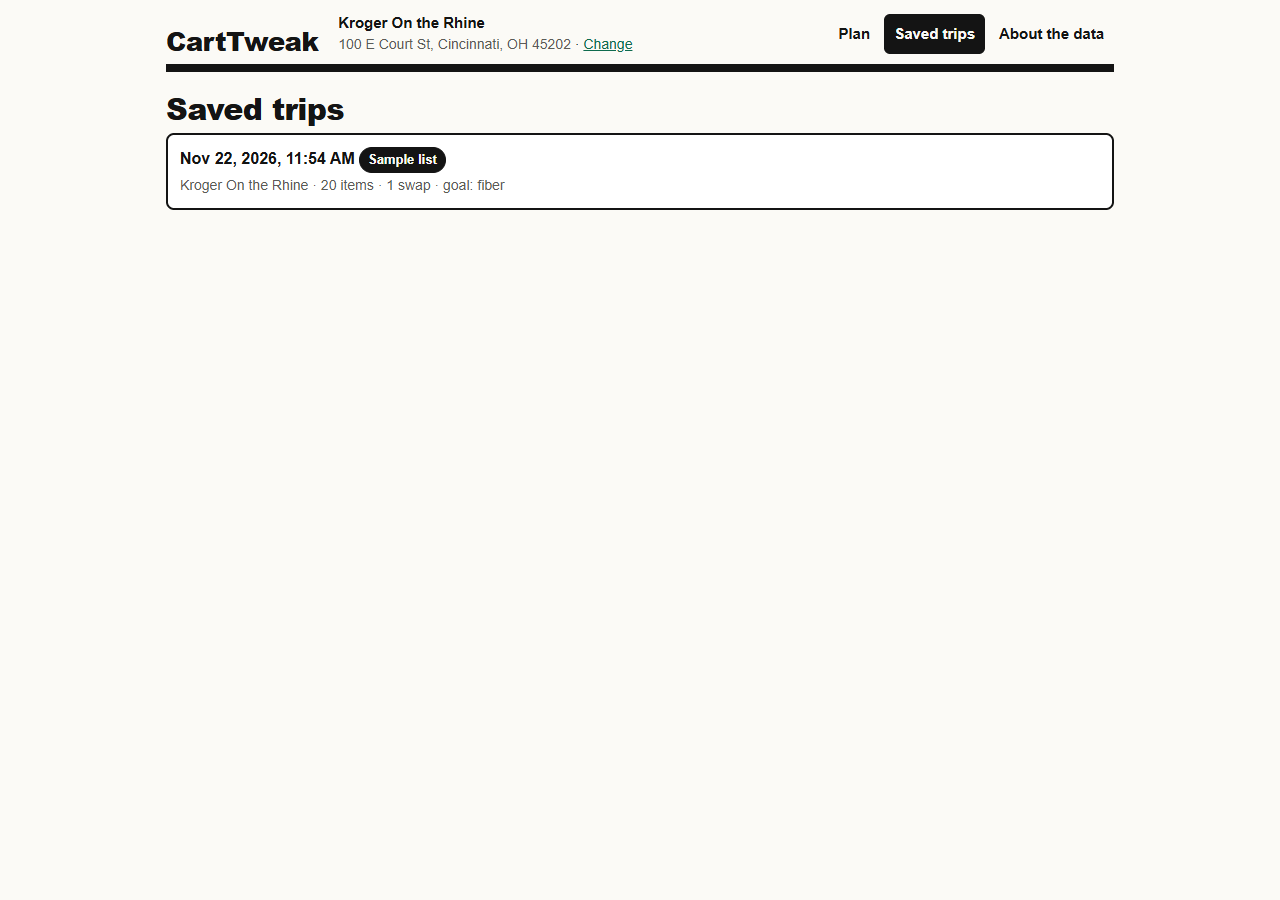 CartTweak
Kroger On the Rhine
100 E Court St, Cincinnati, OH 45202 · Change
Plan
Saved trips
About the data
Saved trips
Nov 22, 2026, 11:54 AM Sample list
Kroger On the Rhine · 20 items · 1 swap · goal: fiber